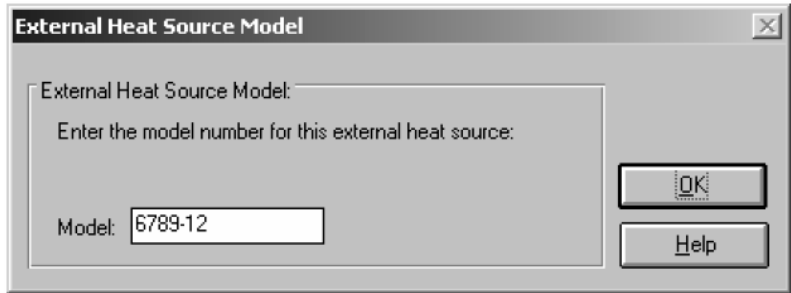 External Heat Source Model
External Heat Source Model:
Enter the model number for this external heat source:
OK
Model: 6789-12
Help